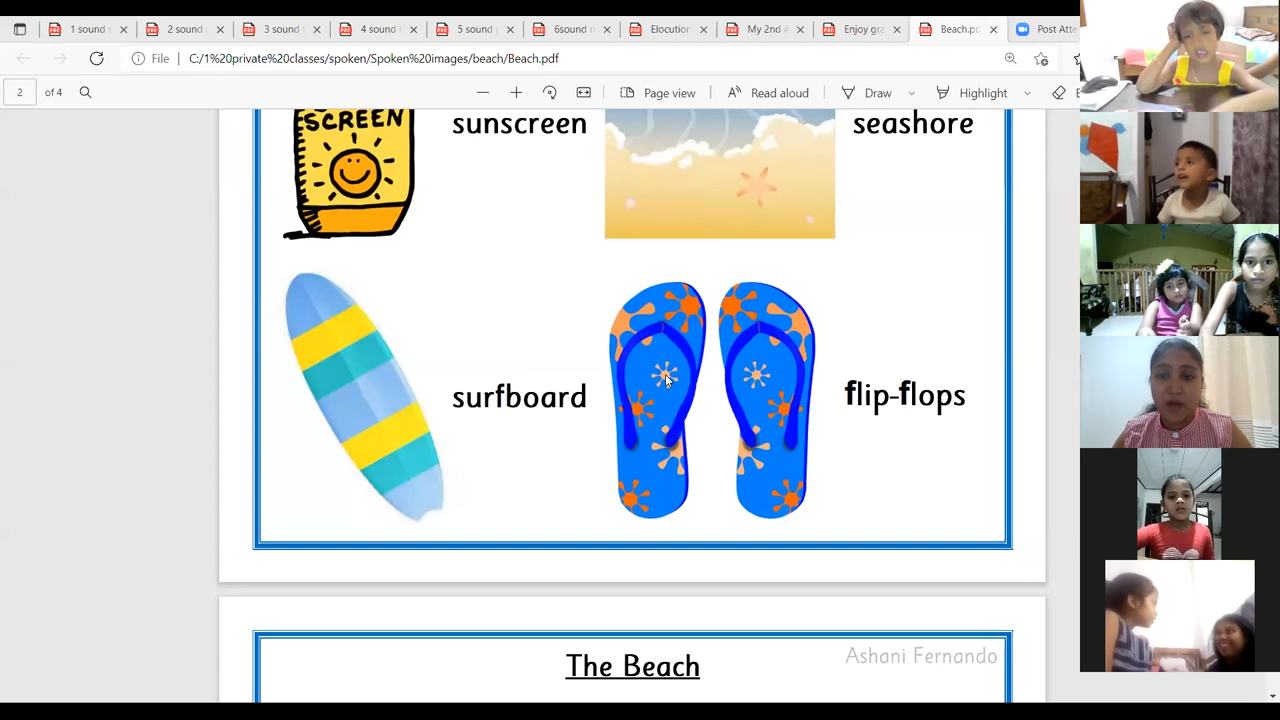 1 sound s
2 sound
3 sound
4 sound
5 sound p
6sound n
Elocution
My 2nd A
Enjoy gra
Beach.pd
Post Atte
File
C:/1%20private%20classes/spoken/Spoken%20images/beach/Beach.pdf
2
of 4
Page view
Read aloud
Draw
Highlight
SCREEN
sunscreen
seashore
surfboard
flip-flops
Ashani Fernando
The Beach